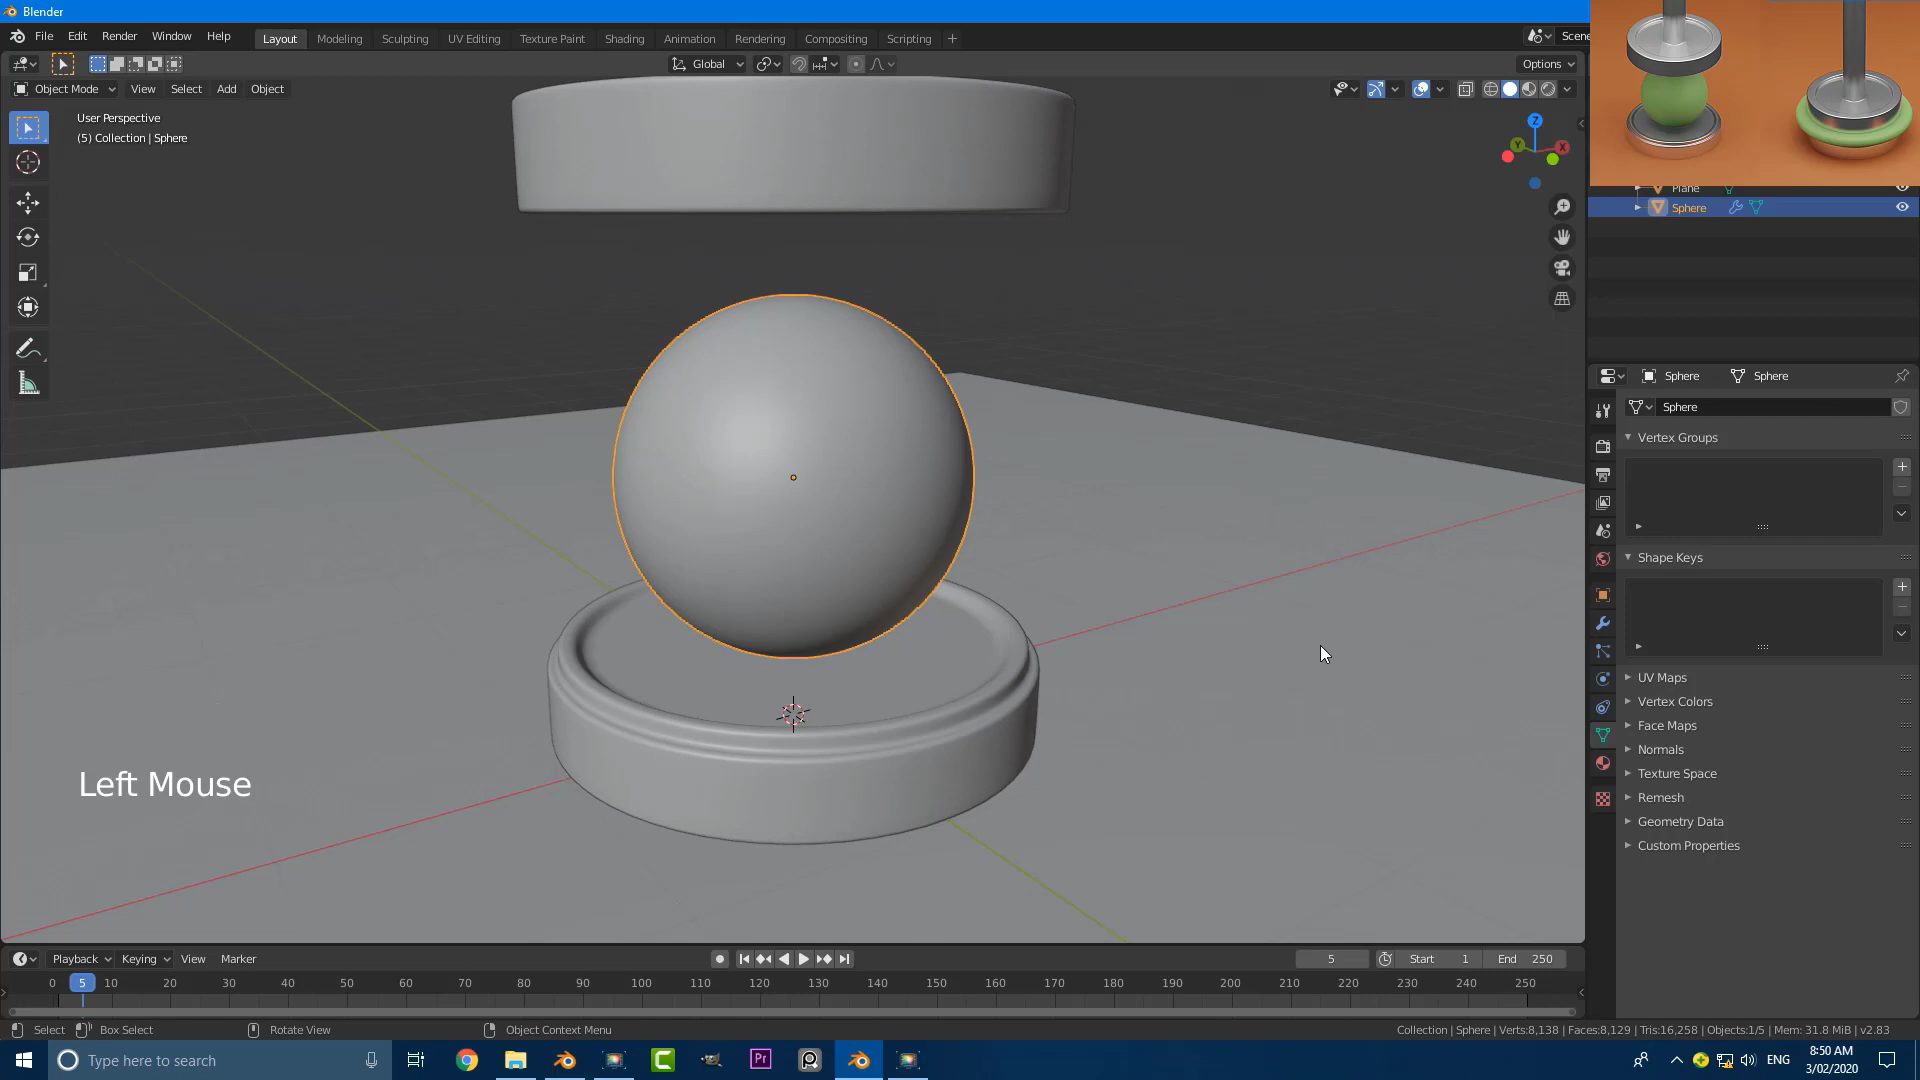 Blender
File Edit Render Window Help
Layout Modeling Sculpting UV Editing Texture Paint Shading Animation Rendering Compositing Scripting +
Scene
Global
Options
Object Mode View Select Add Object
User Perspective
(5) Collection | Sphere
Z
Y
X
Plane
Sphere
Sphere Sphere
Sphere
Vertex Groups
Shape Keys
UV Maps
Vertex Colors
Face Maps
Normals
Texture Space
Remesh
Geometry Data
Custom Properties
Left Mouse
Playback Keying View Marker
5 Start 1 End 250
0 5 10 20 30 40 50 60 70 80 90 100 110 120 130 140 150 160 170 180 190 200 210 220 230 240 250
Select Box Select Rotate View Object Context Menu
Collection | Sphere | Verts:8,138 | Faces:8,129 | Tris:16,258 | Objects:1/5 | Mem: 31.8 MiB | v2.83
Type here to search
Pr
ENG
8:50 AM
3/02/2020